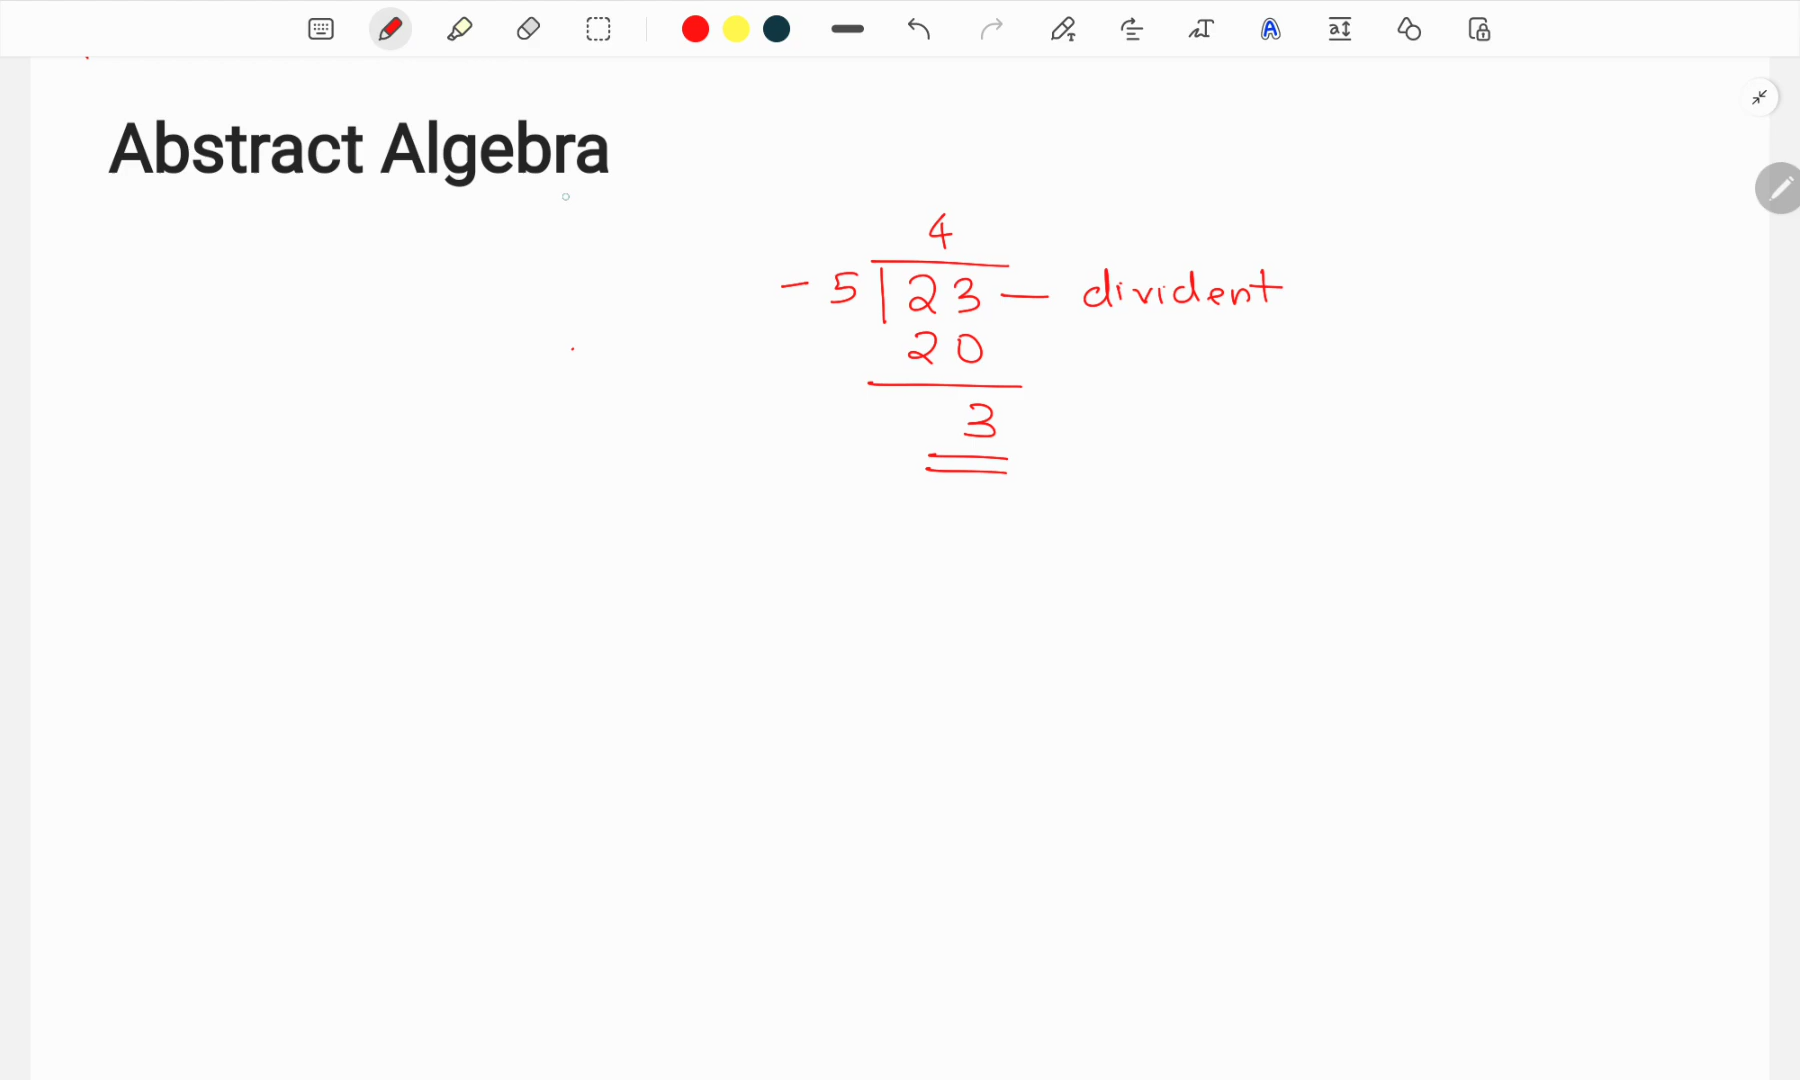 Abstract Algebra
4
- 5 | 23 — divident
20
3